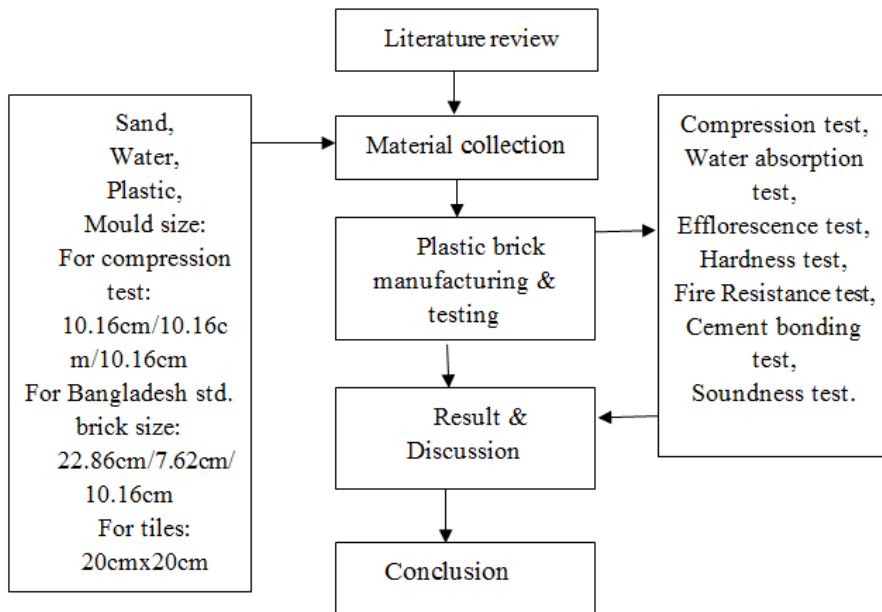 Literature review
Sand,
Water,
Plastic,
Mould size:
For compression
test:
10.16cm/10.16c
m/10.16cm
For Bangladesh std.
brick size:
22.86cm/7.62cm/
10.16cm
For tiles:
20cmx20cm
Material collection
Plastic brick
manufacturing &
testing
Compression test,
Water absorption
test,
Efflorescence test,
Hardness test,
Fire Resistance test,
Cement bonding
test,
Soundness test.
Result &
Discussion
Conclusion